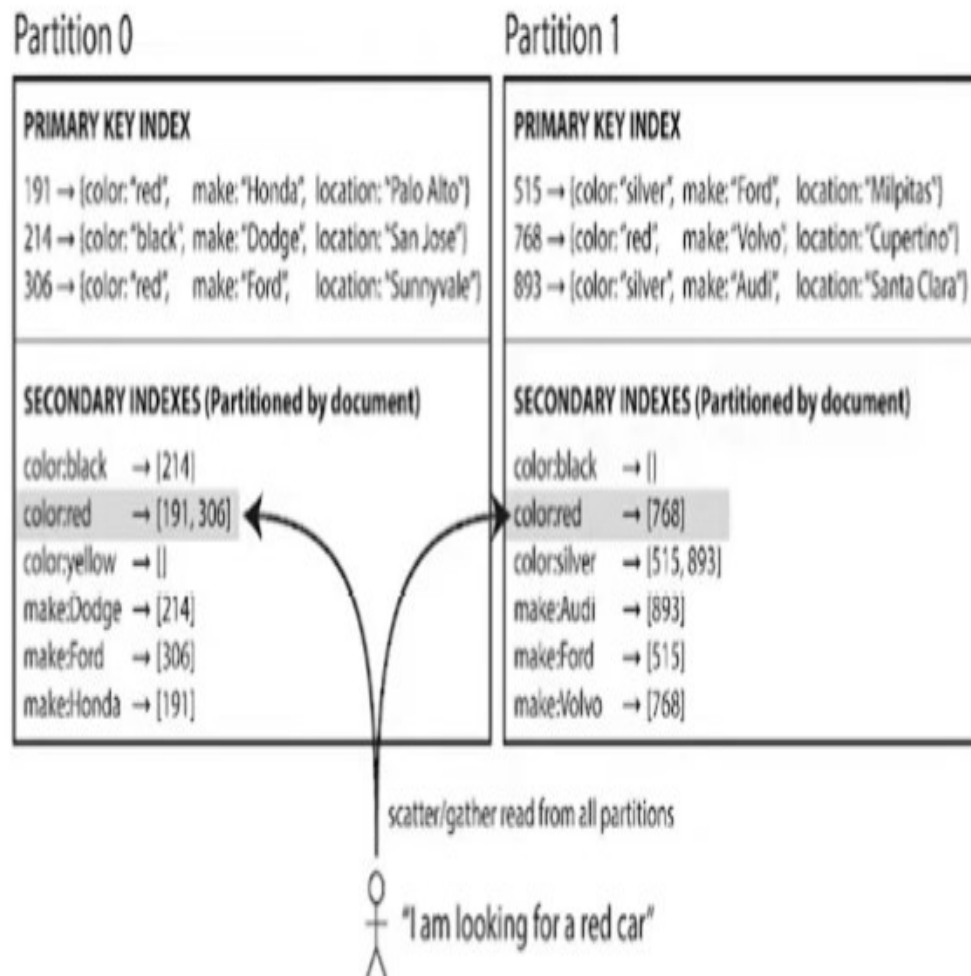 Partition 0
PRIMARY KEY INDEX
191 → {color:"red", make:"Honda", location:"Palo Alto"}
214 → {color:"black", make:"Dodge", location:"San Jose"}
306 → {color:"red", make:"Ford", location:"Sunnyvale"}
SECONDARY INDEXES (Partitioned by document)
color:black → [214]
color:red → [191, 306]
color:yellow → []
make:Dodge → [214]
make:Ford → [306]
make:Honda → [191]
Partition 1
PRIMARY KEY INDEX
515 → {color:"silver", make:"Ford", location:"Milpitas"}
768 → {color:"red", make:"Volvo", location:"Cupertino"}
893 → {color:"silver", make:"Audi", location:"Santa Clara"}
SECONDARY INDEXES (Partitioned by document)
color:black → []
color:red → [768]
color:silver → [515, 893]
make:Audi → [893]
make:Ford → [515]
make:Volvo → [768]
scatter/gather read from all partitions
"I am looking for a red car"